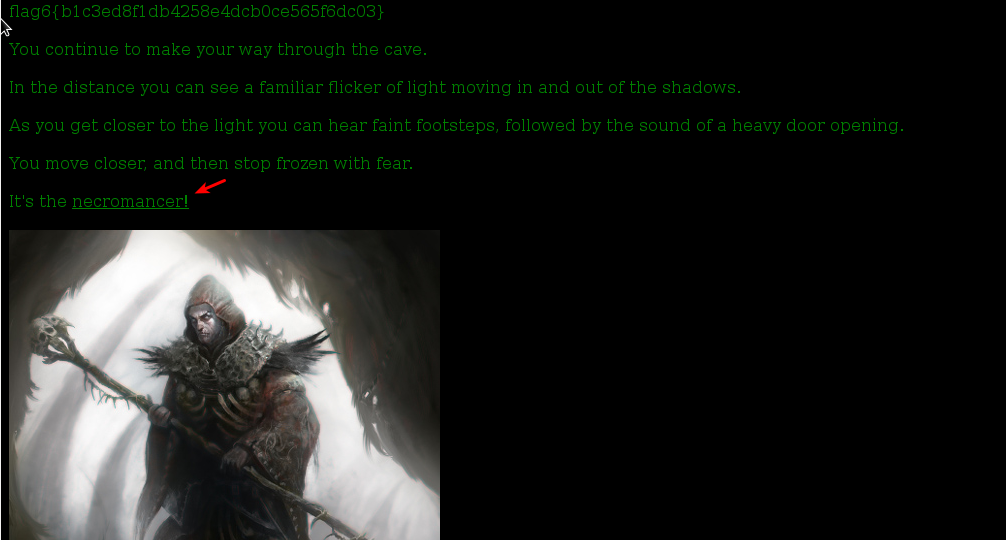 flag6{b1c3ed8f1db4258e4dcb0ce565f6dc03}
You continue to make your way through the cave.
In the distance you can see a familiar flicker of light moving in and out of the shadows.
As you get closer to the light you can hear faint footsteps, followed by the sound of a heavy door opening.
You move closer, and then stop frozen with fear.
It's the necromancer!